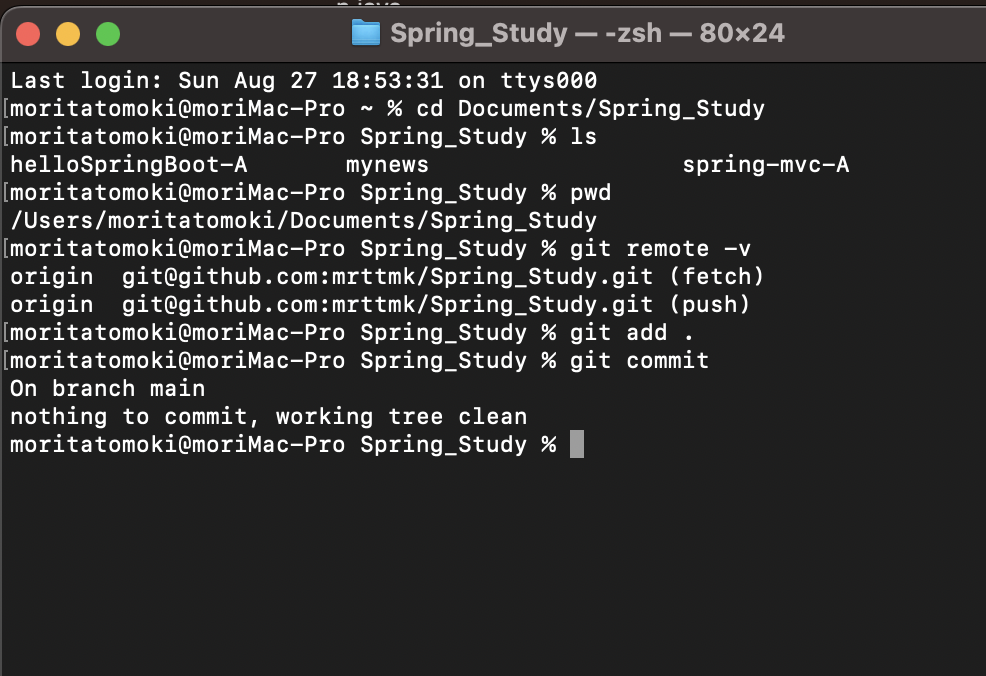 Spring_Study — -zsh — 80×24
Last login: Sun Aug 27 18:53:31 on ttys000
[moritatomoki@moriMac-Pro ~ % cd Documents/Spring_Study
[moritatomoki@moriMac-Pro Spring_Study % ls
helloSpringBoot-A       mynews                  spring-mvc-A
[moritatomoki@moriMac-Pro Spring_Study % pwd
/Users/moritatomoki/Documents/Spring_Study
[moritatomoki@moriMac-Pro Spring_Study % git remote -v
origin  git@github.com:mrttmk/Spring_Study.git (fetch)
origin  git@github.com:mrttmk/Spring_Study.git (push)
[moritatomoki@moriMac-Pro Spring_Study % git add .
[moritatomoki@moriMac-Pro Spring_Study % git commit
On branch main
nothing to commit, working tree clean
moritatomoki@moriMac-Pro Spring_Study %